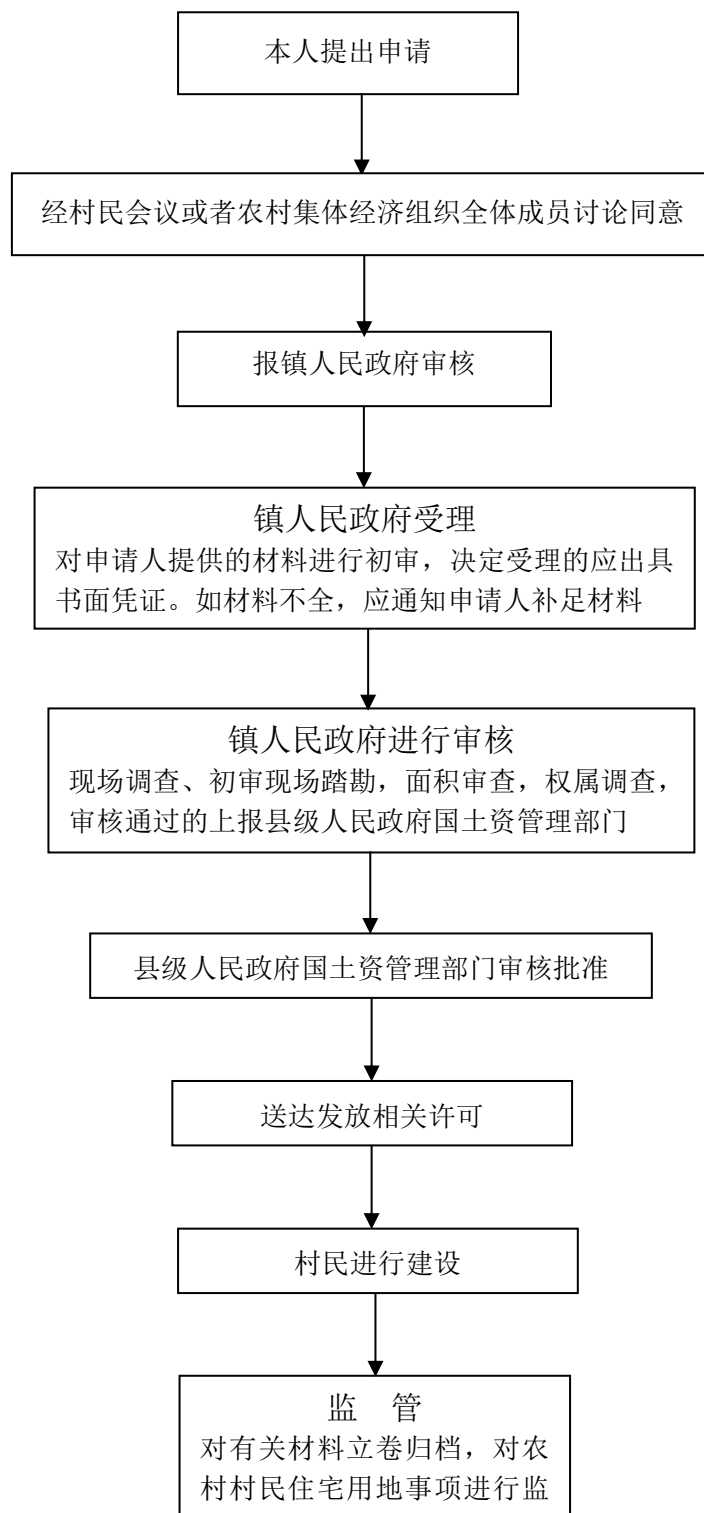 本人提出申请
经村民会议或者农村集体经济组织全体成员讨论同意
报镇人民政府审核
镇人民政府受理
对申请人提供的材料进行初审，决定受理的应出具
书面凭证。如材料不全，应通知申请人补足材料
镇人民政府进行审核
现场调查、初审现场踏勘，面积审查，权属调查，
审核通过的上报县级人民政府国土资管理部门
县级人民政府国土资管理部门审核批准
送达发放相关许可
村民进行建设
监 管
对有关材料立卷归档，对农
村村民住宅用地事项进行监